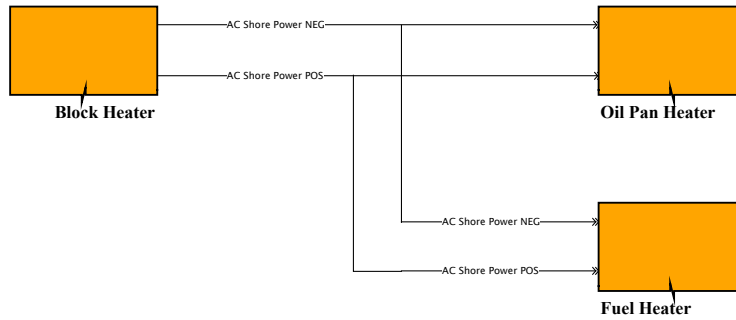 AC Shore Power NEG
AC Shore Power POS
Block Heater
Oil Pan Heater
AC Shore Power NEG
AC Shore Power POS
Fuel Heater